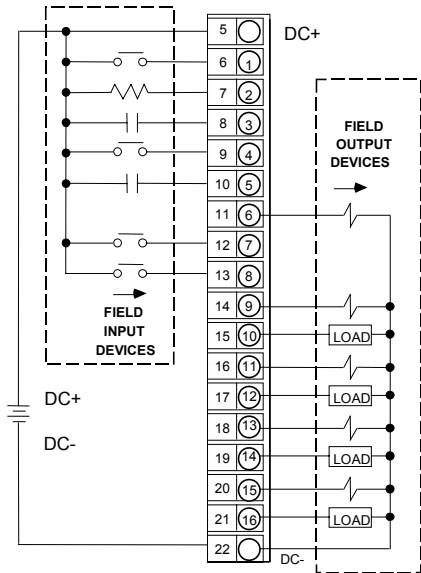 5 DC+
6 1
7 2
8 3
9 4
10 5
11 6
12 7
13 8
14 9
15 10
16 11
17 12
18 13
19 14
20 15
21 16
22
FIELD
INPUT
DEVICES
DC+
DC-
FIELD
OUTPUT
DEVICES
LOAD
LOAD
LOAD
LOAD
DC-